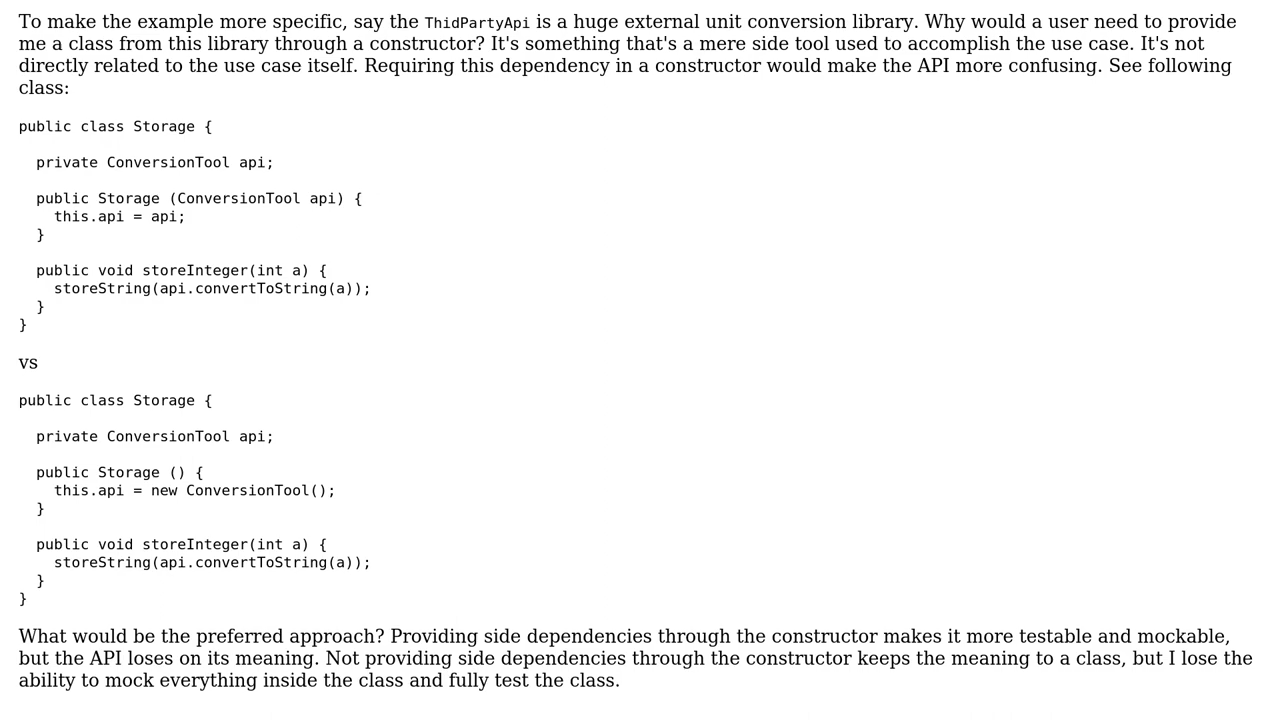 To make the example more specific, say the ThidPartyApi is a huge external unit conversion library. Why would a user need to provide
me a class from this library through a constructor? It's something that's a mere side tool used to accomplish the use case. It's not
directly related to the use case itself. Requiring this dependency in a constructor would make the API more confusing. See following
class:
public class Storage {
  private ConversionTool api;
  public Storage (ConversionTool api) {
    this.api = api;
  }
  public void storeInteger(int a) {
    storeString(api.convertToString(a));
  }
}
vs
public class Storage {
  private ConversionTool api;
  public Storage () {
    this.api = new ConversionTool();
  }
  public void storeInteger(int a) {
    storeString(api.convertToString(a));
  }
}
What would be the preferred approach? Providing side dependencies through the constructor makes it more testable and mockable,
but the API loses on its meaning. Not providing side dependencies through the constructor keeps the meaning to a class, but I lose the
ability to mock everything inside the class and fully test the class.